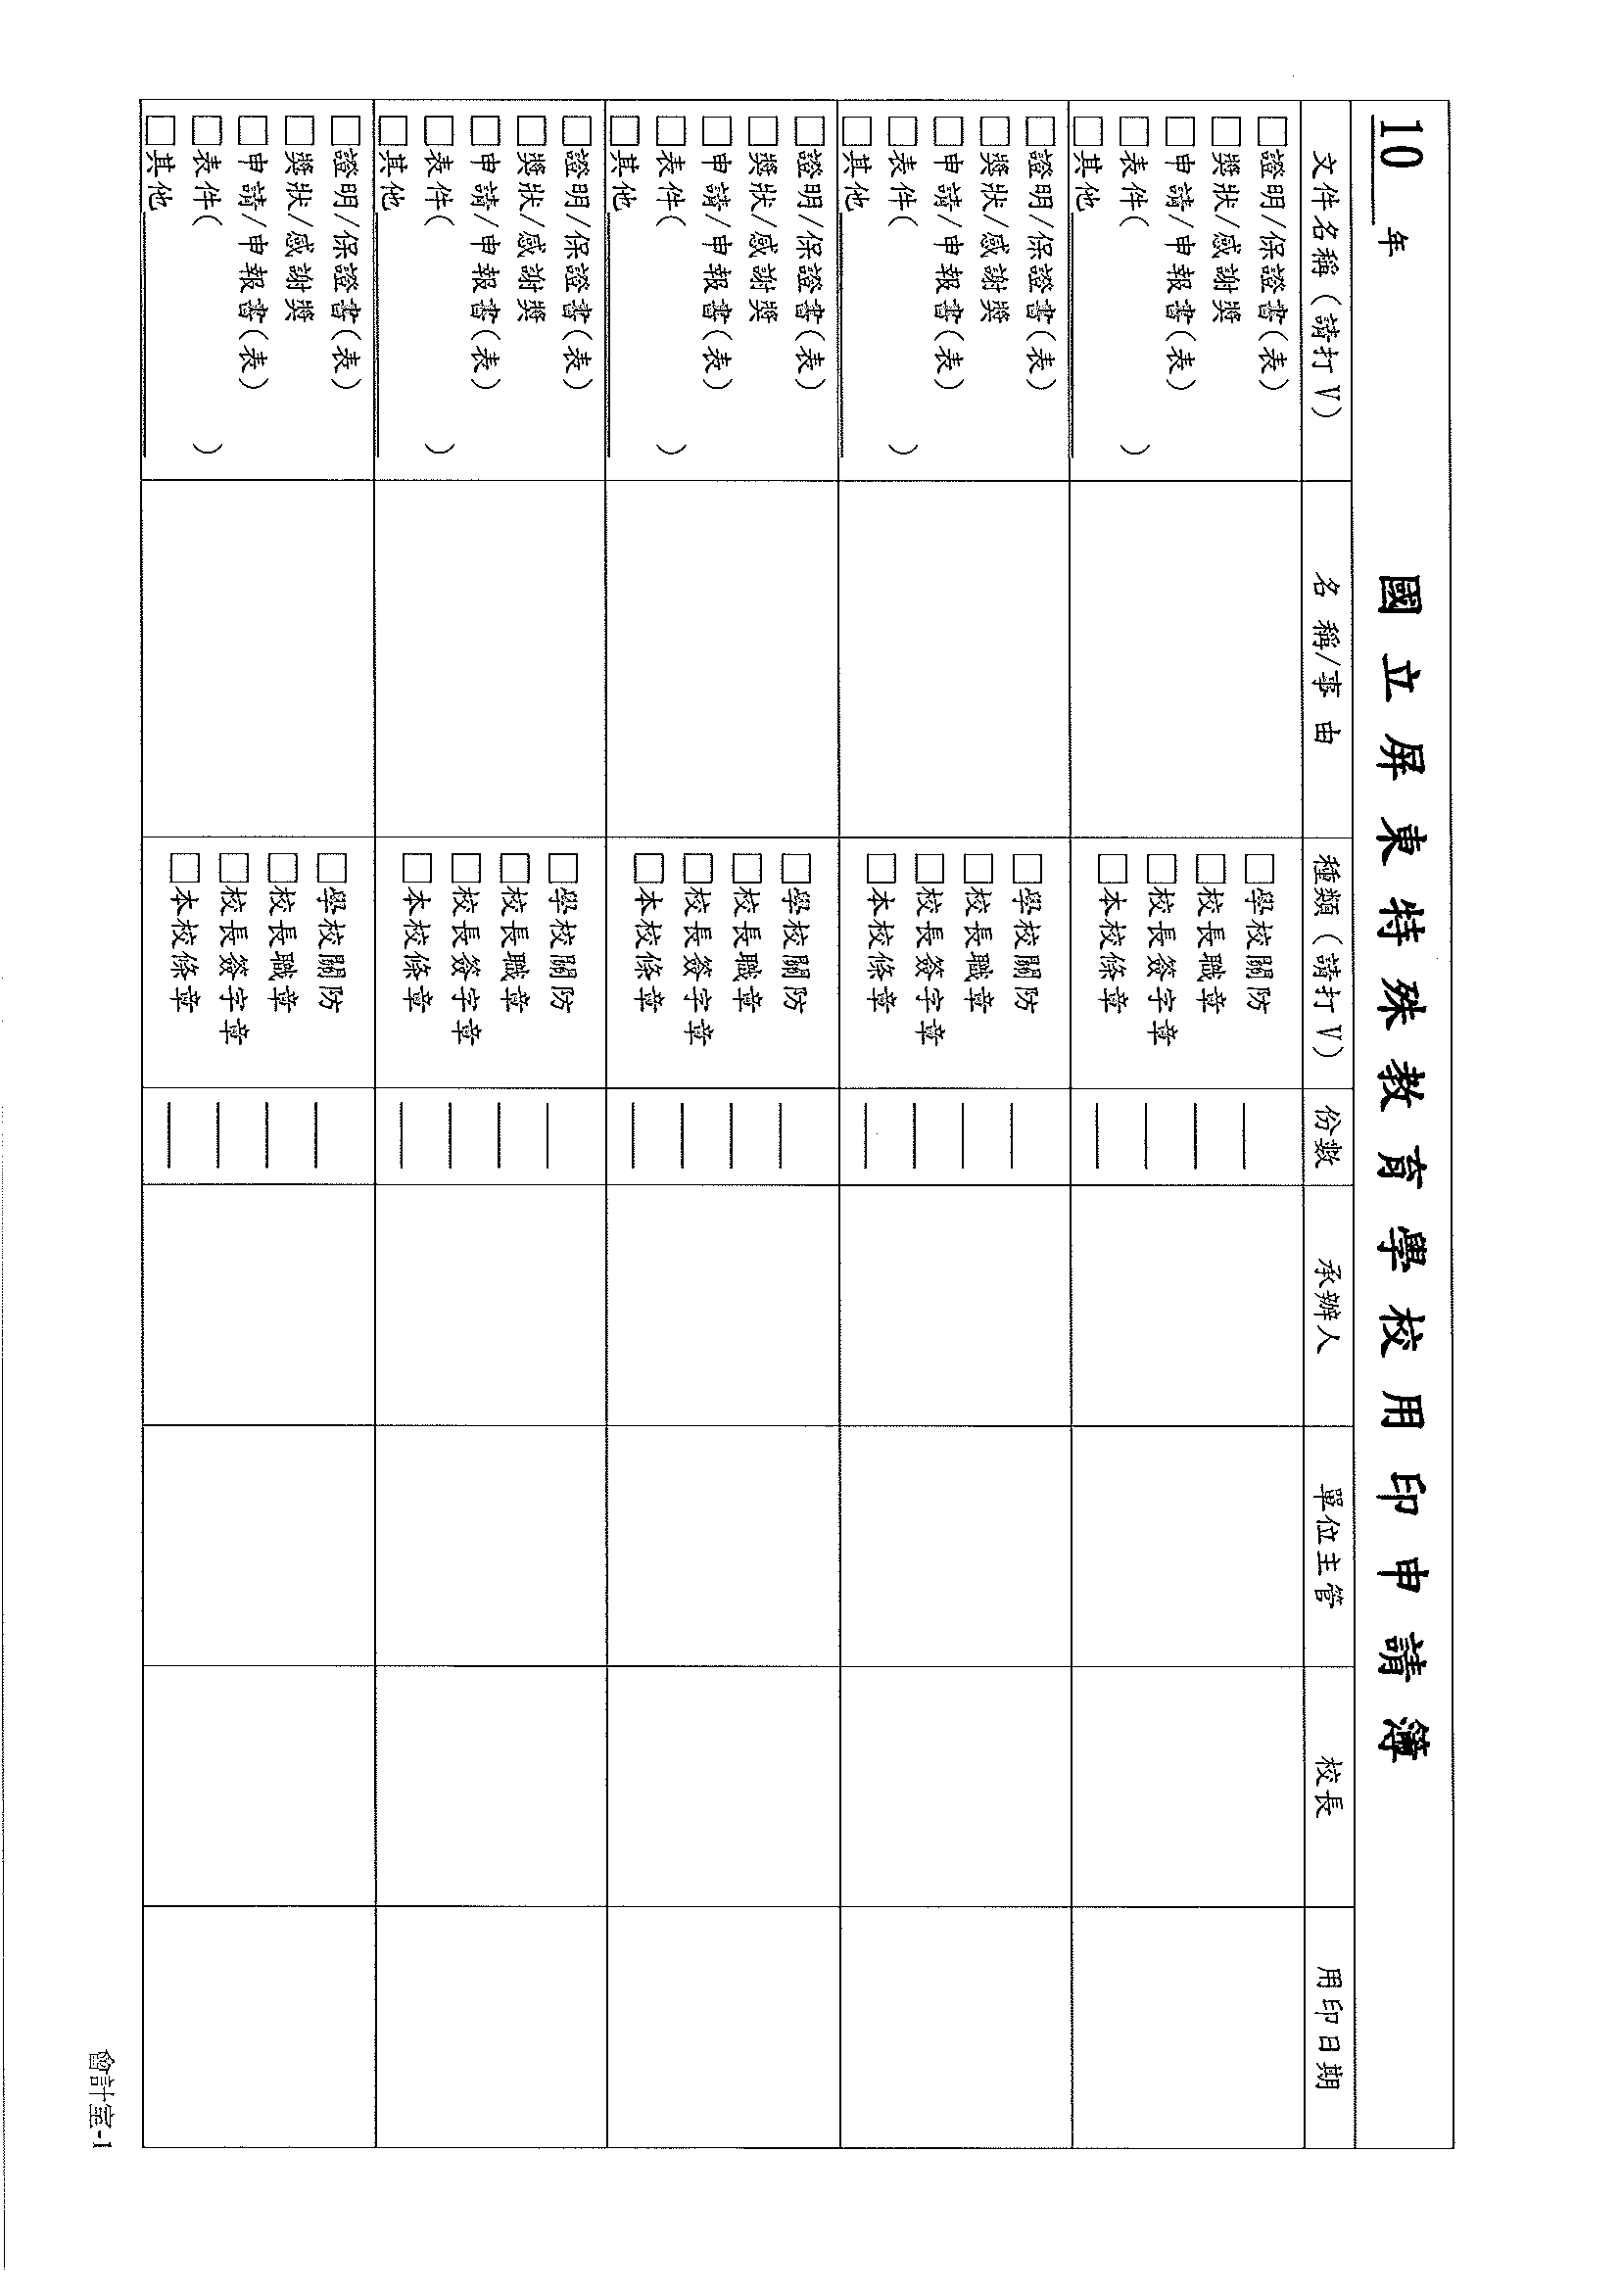 10 年 國立屏東特殊教育學校用印申請簿
文件名稱（請打V） 名稱/事由 種類（請打V） 份數 承辦人 單位主管 校長 用印日期
□證明/保證書(表)
□獎狀/感謝獎
□申請/申報書(表)
□表件( )
□其他
□學校關防
□校長職章
□校長簽字章
□本校條章
□證明/保證書(表)
□獎狀/感謝獎
□申請/申報書(表)
□表件( )
□其他
□學校關防
□校長職章
□校長簽字章
□本校條章
□證明/保證書(表)
□獎狀/感謝獎
□申請/申報書(表)
□表件( )
□其他
□學校關防
□校長職章
□校長簽字章
□本校條章
□證明/保證書(表)
□獎狀/感謝獎
□申請/申報書(表)
□表件( )
□其他
□學校關防
□校長職章
□校長簽字章
□本校條章
□證明/保證書(表)
□獎狀/感謝獎
□申請/申報書(表)
□表件( )
□其他
□學校關防
□校長職章
□校長簽字章
□本校條章
會計室-1